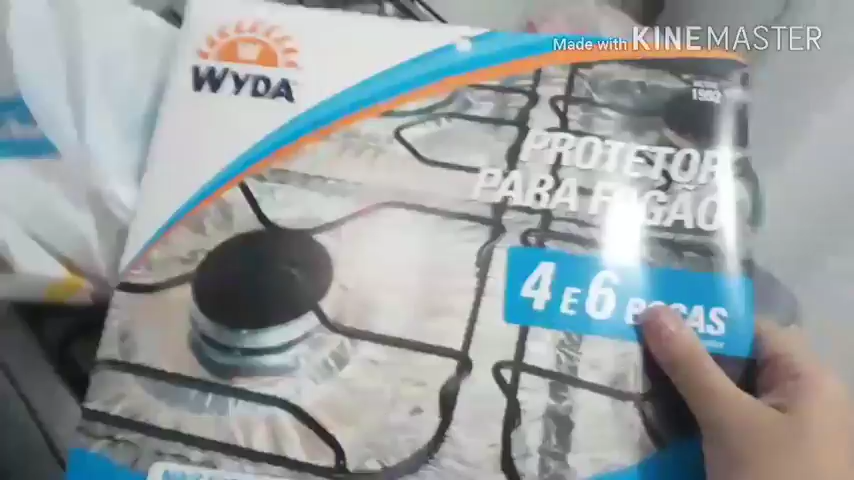 Made with KINEMASTER
WYDA
PROTETOR
PARA FOGÃO
4 E 6 BOCAS